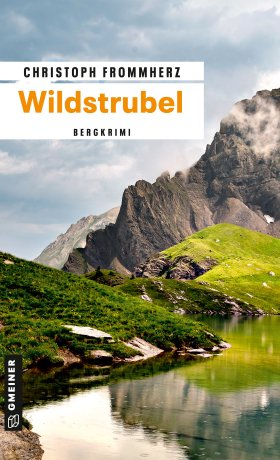 CHRISTOPH FROMMHERZ
Wildstrubel
BERGKRIMI
GMEINER